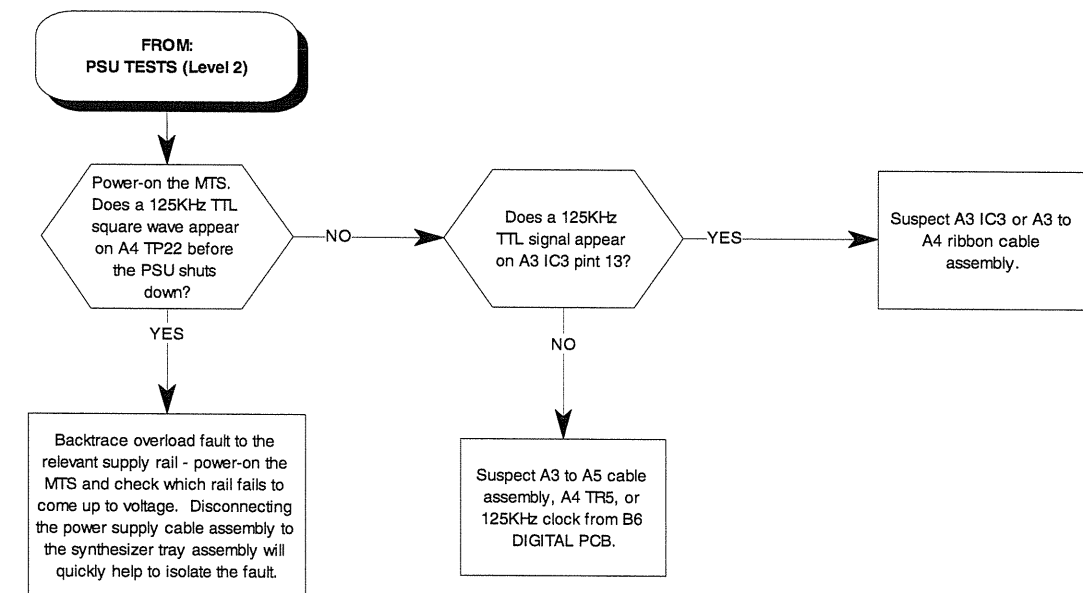 FROM:
PSU TESTS (Level 2)
Power-on the MTS.
Does a 125KHz TTL
square wave appear
on A4 TP22 before
the PSU shuts
down?
NO
Does a 125KHz
TTL signal appear
on A3 IC3 pint 13?
YES
Suspect A3 IC3 or A3 to
A4 ribbon cable
assembly.
YES
NO
Backtrace overload fault to the
relevant supply rail - power-on the
MTS and check which rail fails to
come up to voltage. Disconnecting
the power supply cable assembly to
the synthesizer tray assembly will
quickly help to isolate the fault.
Suspect A3 to A5 cable
assembly, A4 TR5, or
125KHz clock from B6
DIGITAL PCB.